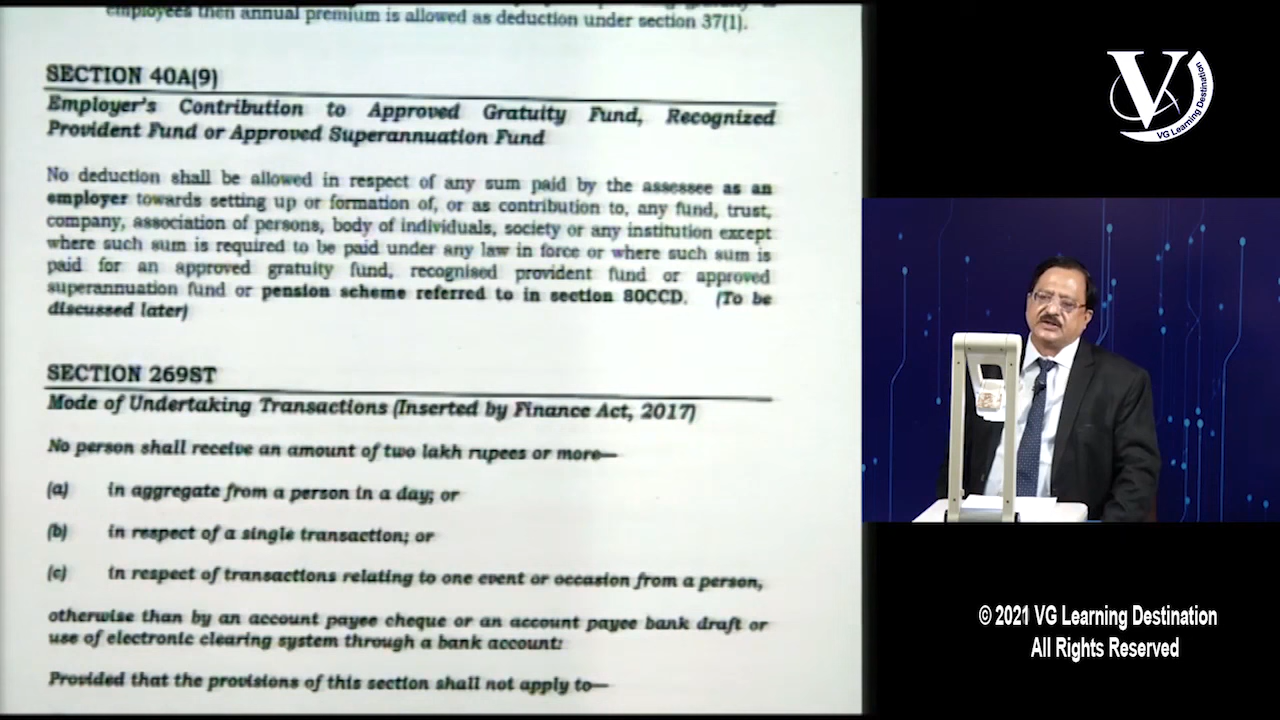 employees then annual premium is allowed as deduction under section 37(1).
SECTION 40A(9)
Employer's Contribution to Approved Gratuity Fund, Recognized
Provident Fund or Approved Superannuation Fund
No deduction shall be allowed in respect of any sum paid by the assessee as an
employer towards setting up or formation of, or as contribution to, any fund, trust,
company, association of persons, body of individuals, society or any institution except
where such sum is required to be paid under any law in force or where such sum is
paid for an approved gratuity fund, recognised provident fund or approved
superannuation fund or pension scheme referred to in section 80CCD. (To be
discussed later)
SECTION 269ST
Mode of Undertaking Transactions (Inserted by Finance Act, 2017)
No person shall receive an amount of two lakh rupees or more—
(a) in aggregate from a person in a day; or
(b) in respect of a single transaction; or
(c) in respect of transactions relating to one event or occasion from a person,
otherwise than by an account payee cheque or an account payee bank draft or
use of electronic clearing system through a bank account:
Provided that the provisions of this section shall not apply to—
V
VG Learning Destination
© 2021 VG Learning Destination
All Rights Reserved